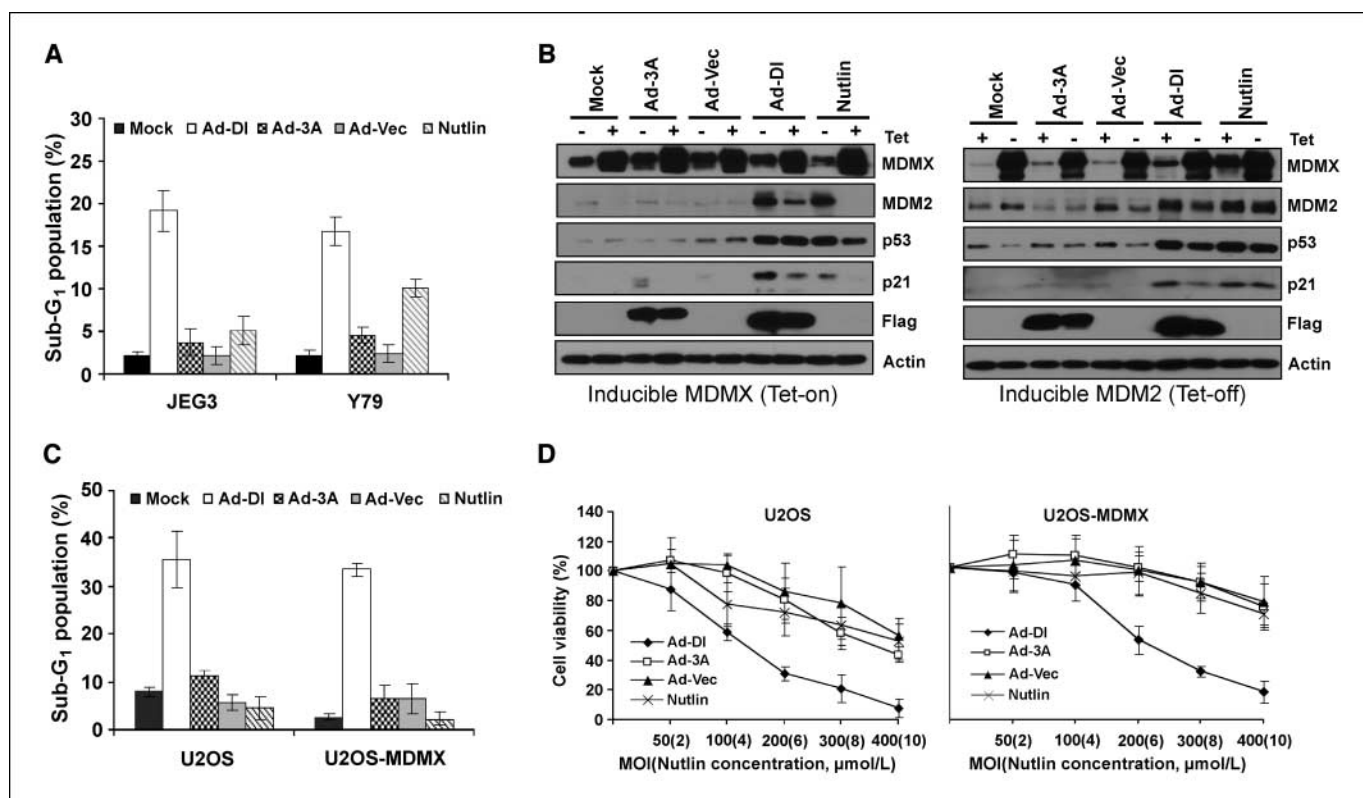 A
Mock Ad-DI Ad-3A Ad-Vec Nutlin
Sub-G1 population (%)
30
25
20
15
10
5
0
JEG3 Y79
B
Mock Ad-3A Ad-Vec Ad-DI Nutlin
- + - + - + - + - + Tet
MDMX
MDM2
p53
p21
Flag
Actin
Inducible MDMX (Tet-on)
Mock Ad-3A Ad-Vec Ad-DI Nutlin
+ - + - + - + - + - Tet
MDMX
MDM2
p53
p21
Flag
Actin
Inducible MDM2 (Tet-off)
C
Mock Ad-DI Ad-3A Ad-Vec Nutlin
Sub-G1 population (%)
50
40
30
20
10
0
U2OS U2OS-MDMX
D
U2OS
Cell viability (%)
140
120
100
80
60
40
20
0
Ad-DI
Ad-3A
Ad-Vec
Nutlin
50(2) 100(4) 200(6) 300(8) 400(10)
MOI(Nutlin concentration, µmol/L)
U2OS-MDMX
Ad-DI
Ad-3A
Ad-Vec
Nutlin
50(2) 100(4) 200(6) 300(8) 400(10)
MOI(Nutlin concentration, µmol/L)